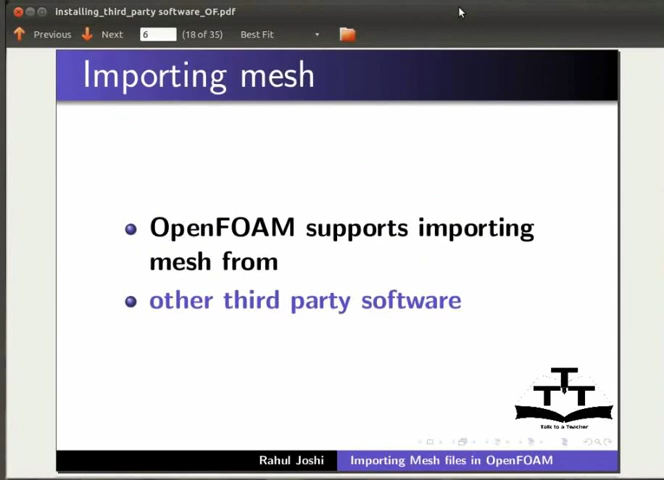 installing_third_party software_OF.pdf
Previous Next 6 (18 of 35) Best Fit
Importing mesh
OpenFOAM supports importing
mesh from
other third party software
T
T T
Talk to a Teacher
Rahul Joshi Importing Mesh files in OpenFOAM